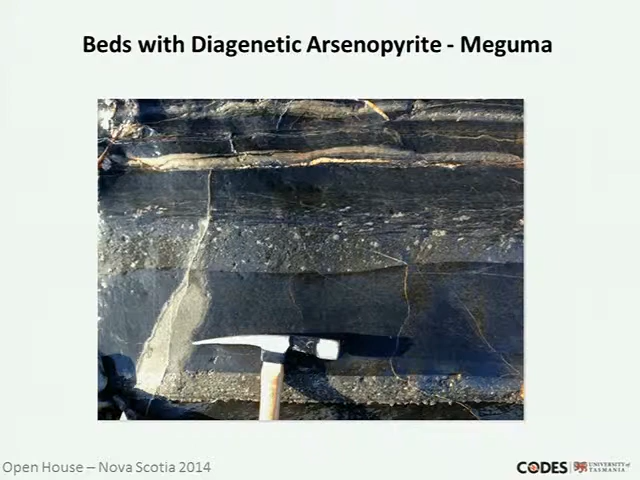 Beds with Diagenetic Arsenopyrite - Meguma
Open House – Nova Scotia 2014
CODES
UNIVERSITY of
TASMANIA